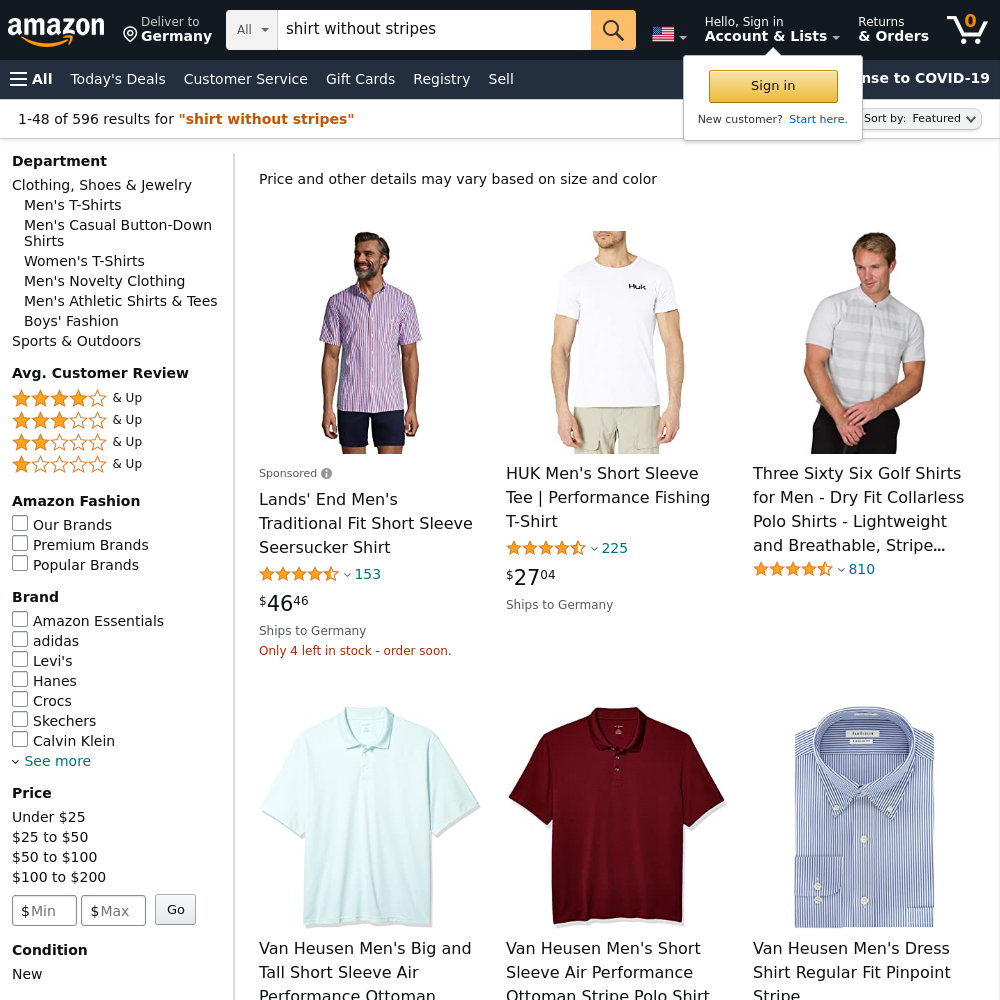 amazon
Deliver to
Germany
All
shirt without stripes
Hello, Sign in
Account & Lists
Returns
& Orders
0
All
Today's Deals
Customer Service
Gift Cards
Registry
Sell
nse to COVID-19
Sign in
New customer? Start here.
1-48 of 596 results for "shirt without stripes"
Sort by: Featured
Department
Clothing, Shoes & Jewelry
Men's T-Shirts
Men's Casual Button-Down
Shirts
Women's T-Shirts
Men's Novelty Clothing
Men's Athletic Shirts & Tees
Boys' Fashion
Sports & Outdoors
Avg. Customer Review
& Up
& Up
& Up
& Up
Amazon Fashion
Our Brands
Premium Brands
Popular Brands
Brand
Amazon Essentials
adidas
Levi's
Hanes
Crocs
Skechers
Calvin Klein
See more
Price
Under $25
$25 to $50
$50 to $100
$100 to $200
$Min
$Max
Go
Condition
New
Price and other details may vary based on size and color
Sponsored
Lands' End Men's
Traditional Fit Short Sleeve
Seersucker Shirt
153
$46 46
Ships to Germany
Only 4 left in stock - order soon.
Huk
HUK Men's Short Sleeve
Tee | Performance Fishing
T-Shirt
225
$27 04
Ships to Germany
Three Sixty Six Golf Shirts
for Men - Dry Fit Collarless
Polo Shirts - Lightweight
and Breathable, Stripe…
810
Van Heusen Men's Big and
Tall Short Sleeve Air
Performance Ottoman
Van Heusen Men's Short
Sleeve Air Performance
Ottoman Stripe Polo Shirt
Van Heusen Men's Dress
Shirt Regular Fit Pinpoint
Stripe